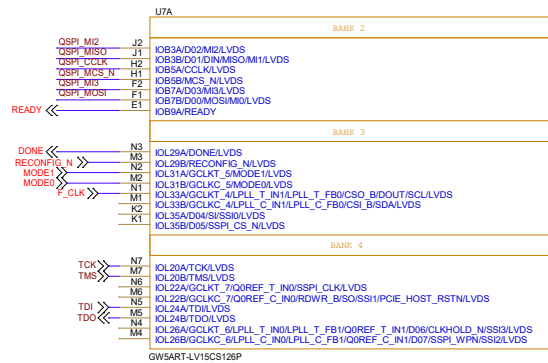 U7A
BANK 2
QSPI_MI2 J2 IOB3A/D02/MI2/LVDS
QSPI_MISO J1 IOB3B/D01/DIN/MISO/MI1/LVDS
QSPI_CCLK H2 IOB5A/CCLK/LVDS
QSPI_MCS_N H1 IOB5B/MCS_N/LVDS
QSPI_MI3 F2 IOB7A/D03/MI3/LVDS
QSPI_MOSI F1 IOB7B/D00/MOSI/MI0/LVDS
READY E1 IOB9A/READY
BANK 3
DONE N3 IOL29A/DONE/LVDS
RECONFIG_N M3 IOL29B/RECONFIG_N/LVDS
MODE1 N2 IOL31A/GCLKT_5/MODE1/LVDS
MODE0 M2 IOL31B/GCLKC_5/MODE0/LVDS
F_CLK N1 IOL33A/GCLKT_4/LPLL_T_IN1/LPLL_T_FB0/CSO_B/DOUT/SCL/LVDS
M1 IOL33B/GCLKC_4/LPLL_C_IN1/LPLL_C_FB0/CSI_B/SDA/LVDS
K2 IOL35A/D04/SI/SSI0/LVDS
K1 IOL35B/D05/SSPI_CS_N/LVDS
BANK 4
TCK N7 IOL20A/TCK/LVDS
TMS M7 IOL20B/TMS/LVDS
N6 IOL22A/GCLKT_7/Q0REF_T_IN0/SSPI_CLK/LVDS
M6 IOL22B/GCLKC_7/Q0REF_C_IN0/RDWR_B/SO/SSI1/PCIE_HOST_RSTN/LVDS
TDI N5 IOL24A/TDI/LVDS
TDO M5 IOL24B/TDO/LVDS
N4 IOL26A/GCLKT_6/LPLL_T_IN0/LPLL_T_FB1/Q0REF_T_IN1/D06/CLKHOLD_N/SSI3/LVDS
M4 IOL26B/GCLKC_6/LPLL_C_IN0/LPLL_C_FB1/Q0REF_C_IN1/D07/SSPI_WPN/SSI2/LVDS
GW5ART-LV15CS126P